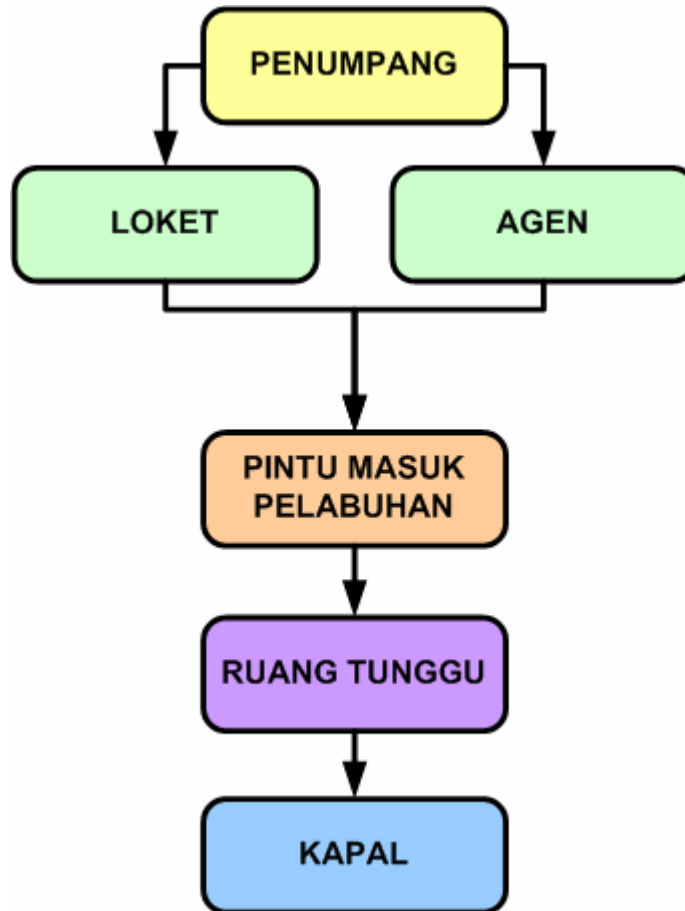 PENUMPANG
LOKET
AGEN
PINTU MASUK
PELABUHAN
RUANG TUNGGU
KAPAL